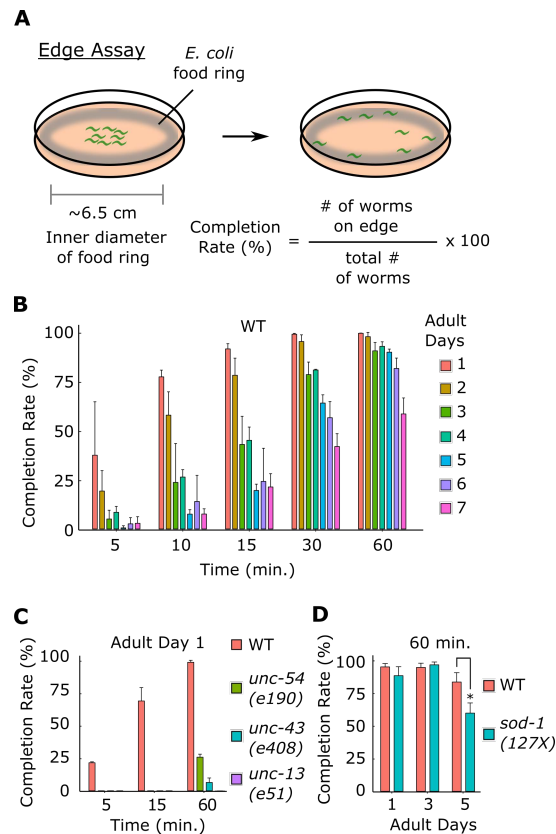 A
Edge Assay
E. coli
food ring
~6.5 cm
Inner diameter
of food ring
Completion
Rate (%)
=
# of worms
on edge
total #
of worms
x 100
B
WT
Completion Rate (%)
100
75
50
25
0
5 10 15 30 60
Time (min.)
Adult
Days
1
2
3
4
5
6
7
C
Adult Day 1
Completion Rate (%)
100
75
50
25
0
5 15 60
Time (min.)
WT
unc-54
(e190)
unc-43
(e408)
unc-13
(e51)
D
60 min.
Completion Rate (%)
100
75
50
25
0
*
1 3 5
Adult Days
WT
sod-1
(127X)